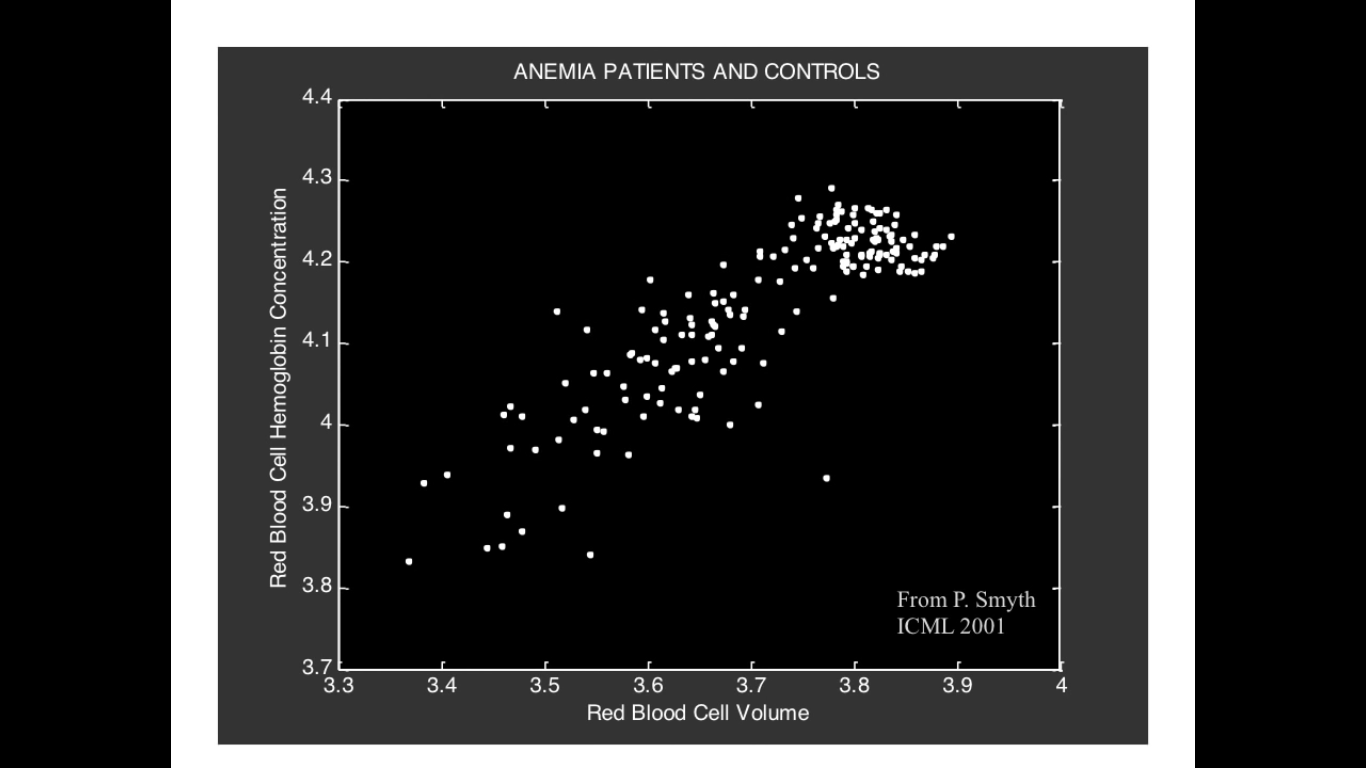 ANEMIA PATIENTS AND CONTROLS
4.4
4.3
4.2
4.1
4
3.9
3.8
3.7
Red Blood Cell Hemoglobin Concentration
From P. Smyth
ICML 2001
3.3 3.4 3.5 3.6 3.7 3.8 3.9 4
Red Blood Cell Volume